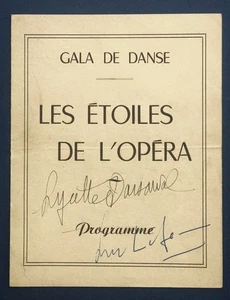 GALA DE DANSE
LES ÉTOILES
DE L'OPÉRA
Lycette Darsonval
Programme